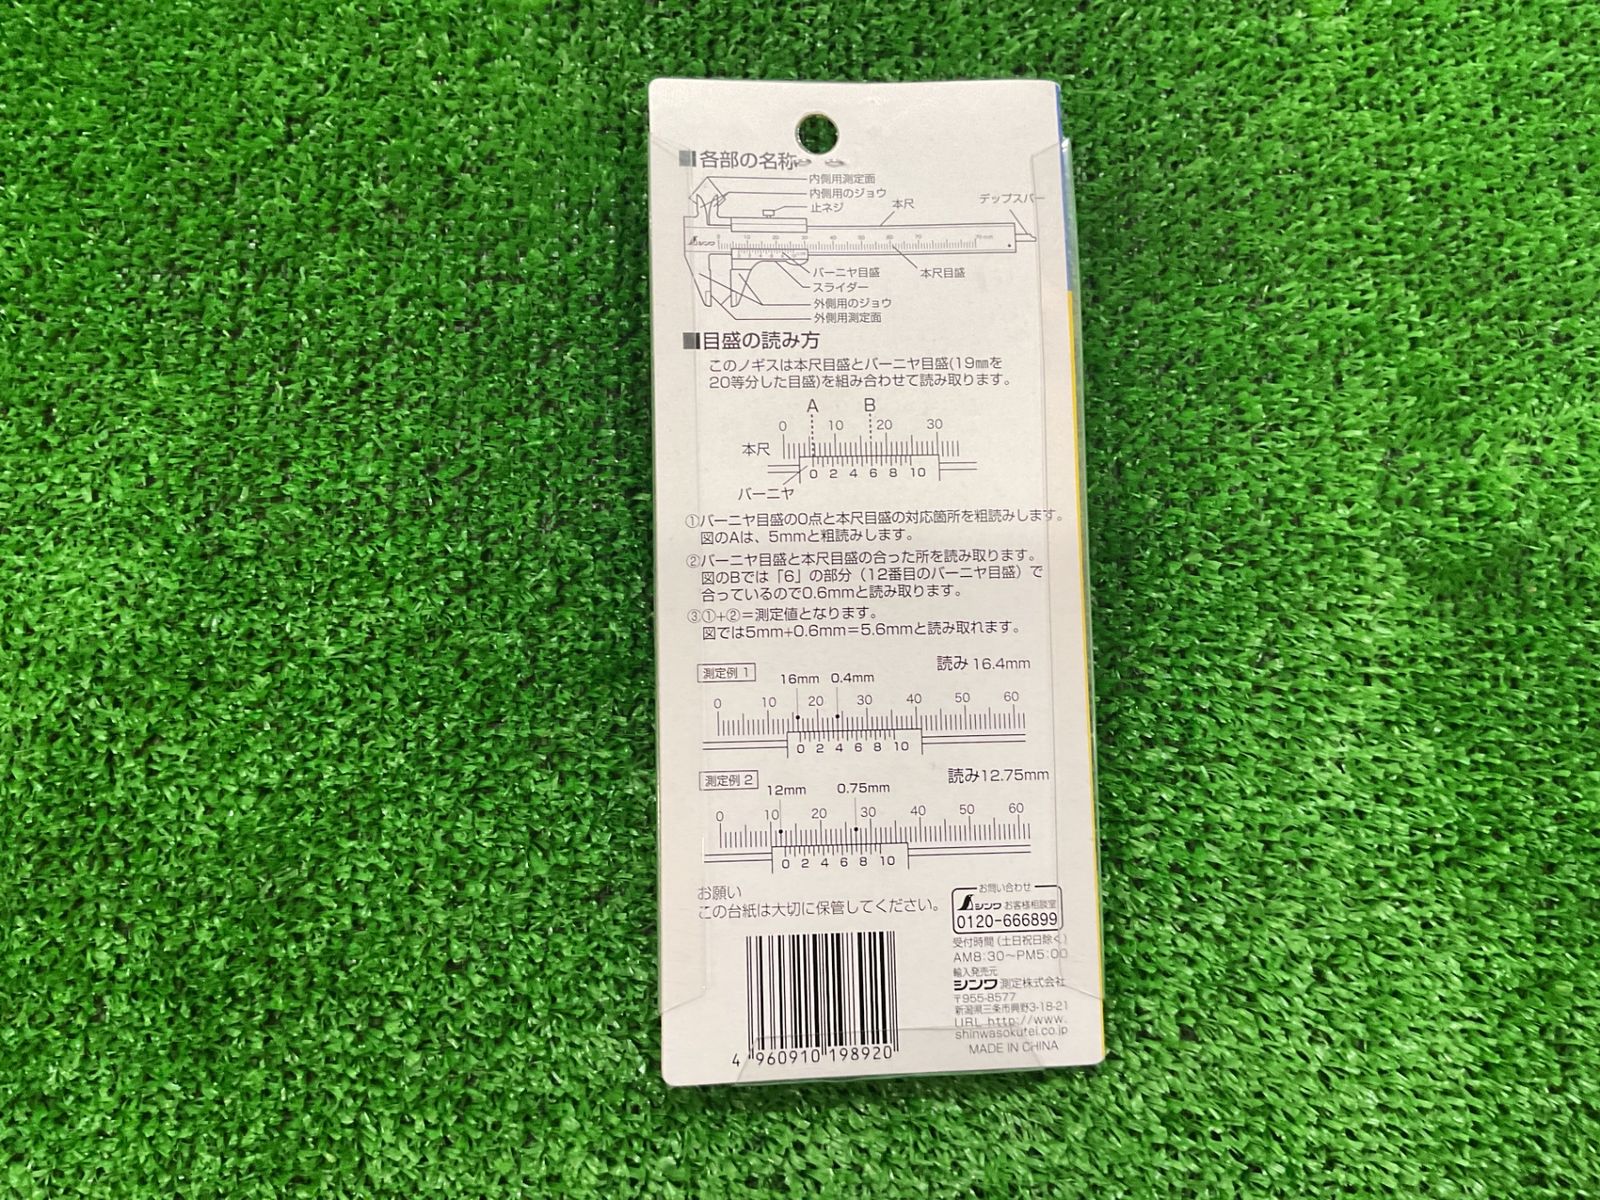 各部の名称
内側用測定面
内側用のジョウ
止ネジ
本尺
デップスバー
シンワ 0 10 20 30 40 50 60 70 70mm
バーニヤ目盛
本尺目盛
スライダー
外側用のジョウ
外側用測定面
目盛の読み方
このノギスは本尺目盛とバーニヤ目盛(19㎜を
20等分した目盛)を組み合わせて読み取ります。
A B
0 10 20 30
本尺
0 2 4 6 8 10
バーニヤ
①バーニヤ目盛の0点と本尺目盛の対応箇所を粗読みします。
図のAは、5mmと粗読みします。
②バーニヤ目盛と本尺目盛の合った所を読み取ります。
図のBでは「6」の部分（12番目のバーニヤ目盛）で
合っているので0.6mmと読み取ります。
③①+②＝測定値となります。
図では5mm+0.6mm＝5.6mmと読み取れます。
測定例 1
読み 16.4mm
16mm 0.4mm
0 10 20 30 40 50 60
0 2 4 6 8 10
測定例 2
読み12.75mm
12mm 0.75mm
0 10 20 30 40 50 60
0 2 4 6 8 10
お願い
この台紙は大切に保管してください。
お問い合わせ
シンワ お客様相談室
0120-666899
受付時間（土日祝日除く）
AM8:30～PM5:00
輸入発売元
シンワ測定株式会社
〒955-8577
新潟県三条市興野3-18-21
URL http://www.
shinwasokutei.co.jp
MADE IN CHINA
4 960910 198920